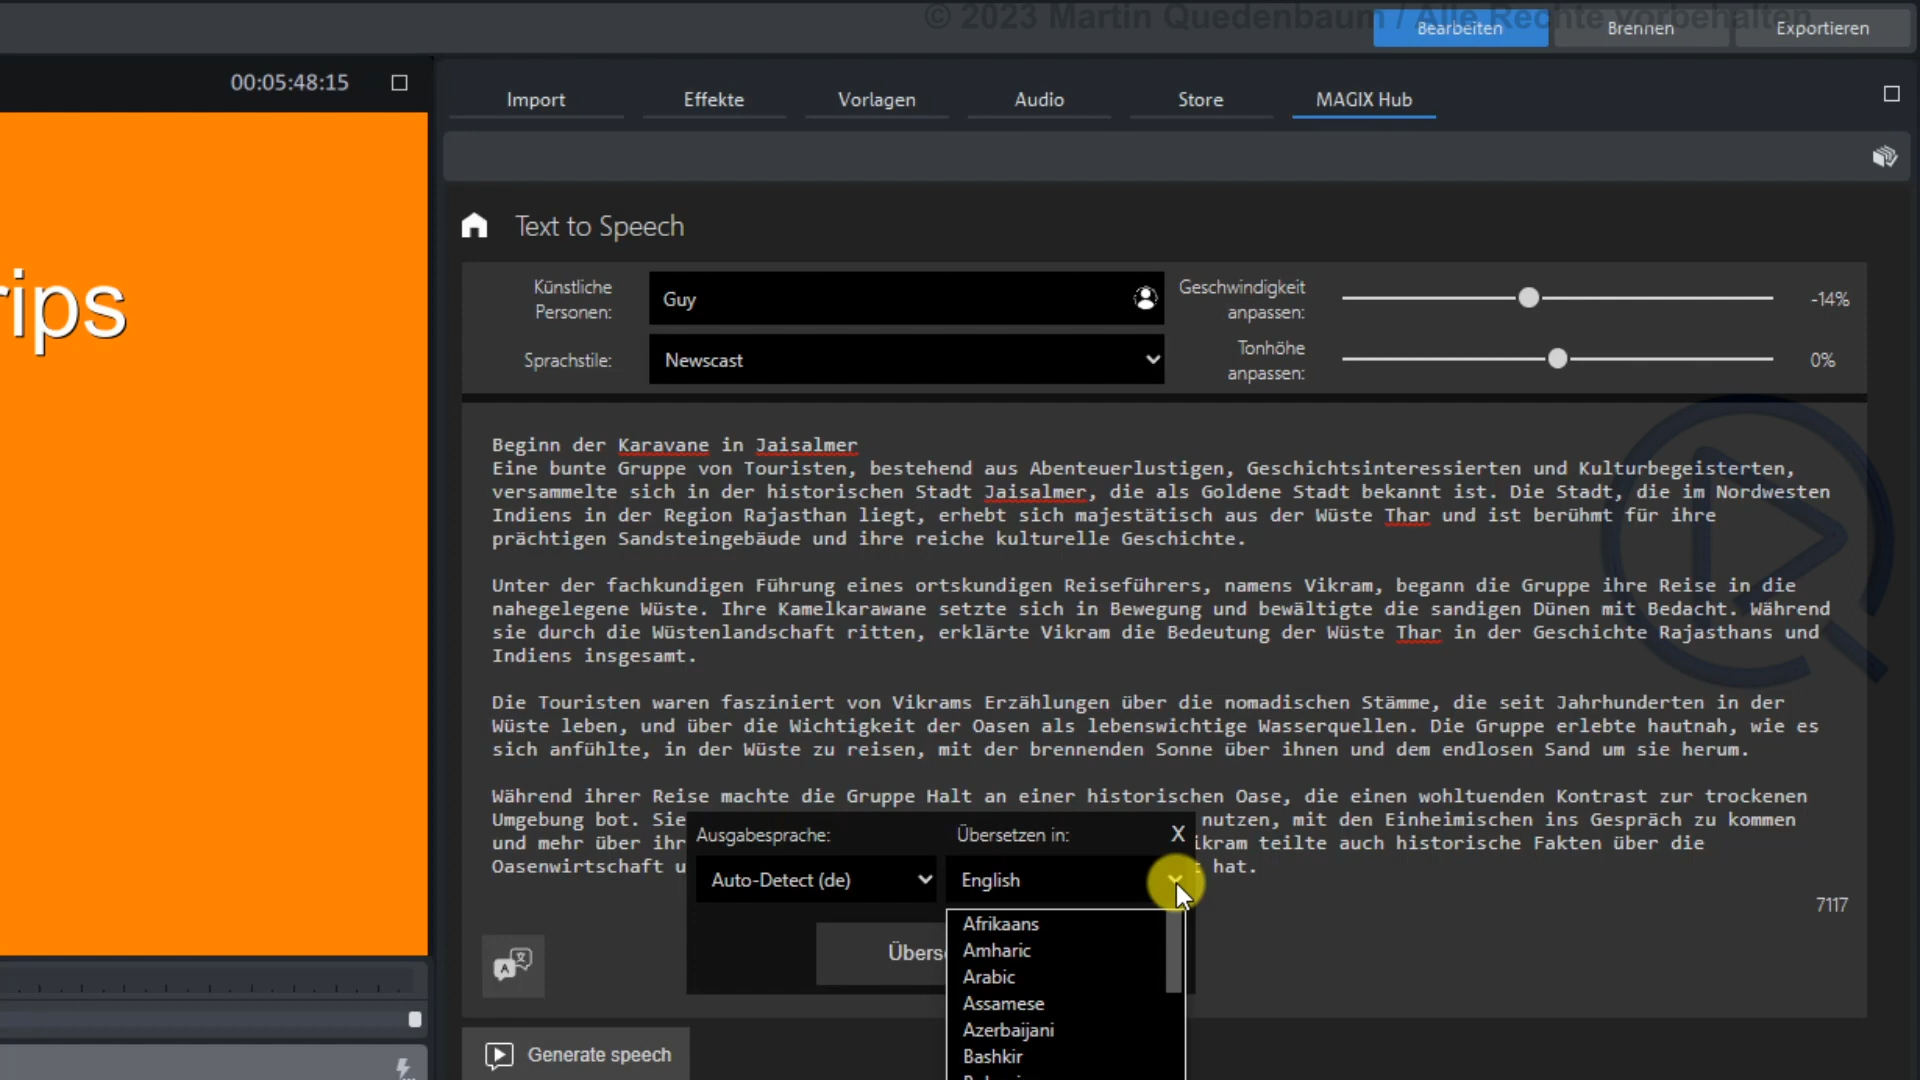 © 2023 Martin Quedenbaum / Alle Rechte vorbehalten
Bearbeiten
Brennen
Exportieren
00:05:48:15
Import
Effekte
Vorlagen
Audio
Store
MAGIX Hub
rips
Text to Speech
Künstliche
Personen:
Guy
Geschwindigkeit
anpassen:
-14%
Sprachstile:
Newscast
Tonhöhe
anpassen:
0%
Beginn der Karavane in Jaisalmer
Eine bunte Gruppe von Touristen, bestehend aus Abenteuerlustigen, Geschichtsinteressierten und Kulturbegeisterten,
versammelte sich in der historischen Stadt Jaisalmer, die als Goldene Stadt bekannt ist. Die Stadt, die im Nordwesten
Indiens in der Region Rajasthan liegt, erhebt sich majestätisch aus der Wüste Thar und ist berühmt für ihre
prächtigen Sandsteingebäude und ihre reiche kulturelle Geschichte.
Unter der fachkundigen Führung eines ortskundigen Reiseführers, namens Vikram, begann die Gruppe ihre Reise in die
nahegelegene Wüste. Ihre Kamelkarawane setzte sich in Bewegung und bewältigte die sandigen Dünen mit Bedacht. Während
sie durch die Wüstenlandschaft ritten, erklärte Vikram die Bedeutung der Wüste Thar in der Geschichte Rajasthans und
Indiens insgesamt.
Die Touristen waren fasziniert von Vikrams Erzählungen über die nomadischen Stämme, die seit Jahrhunderten in der
Wüste leben, und über die Wichtigkeit der Oasen als lebenswichtige Wasserquellen. Die Gruppe erlebte hautnah, wie es
sich anfühlte, in der Wüste zu reisen, mit der brennenden Sonne über ihnen und dem endlosen Sand um sie herum.
Während ihrer Reise machte die Gruppe Halt an einer historischen Oase, die einen wohltuenden Kontrast zur trockenen
Umgebung bot. Sie nutzen, mit den Einheimischen ins Gespräch zu kommen
und mehr über ihr ikram teilte auch historische Fakten über die
Oasenwirtschaft u hat.
Ausgabesprache:
Übersetzen in:
X
Auto-Detect (de)
English
7117
Übers
Afrikaans
Amharic
Arabic
Assamese
Azerbaijani
Bashkir
Generate speech